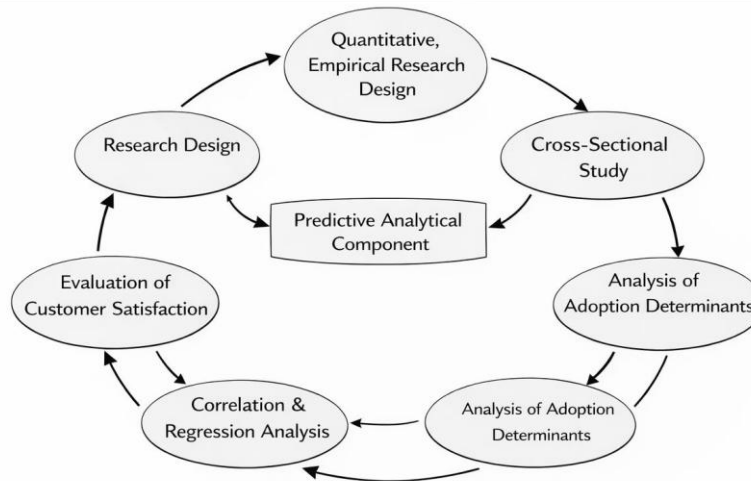 Quantitative,
Empirical Research
Design
Research Design
Cross-Sectional
Study
Predictive Analytical
Component
Evaluation of
Customer Satisfaction
Analysis of
Adoption Determinants
Correlation &
Regression Analysis
Analysis of Adoption
Determinants